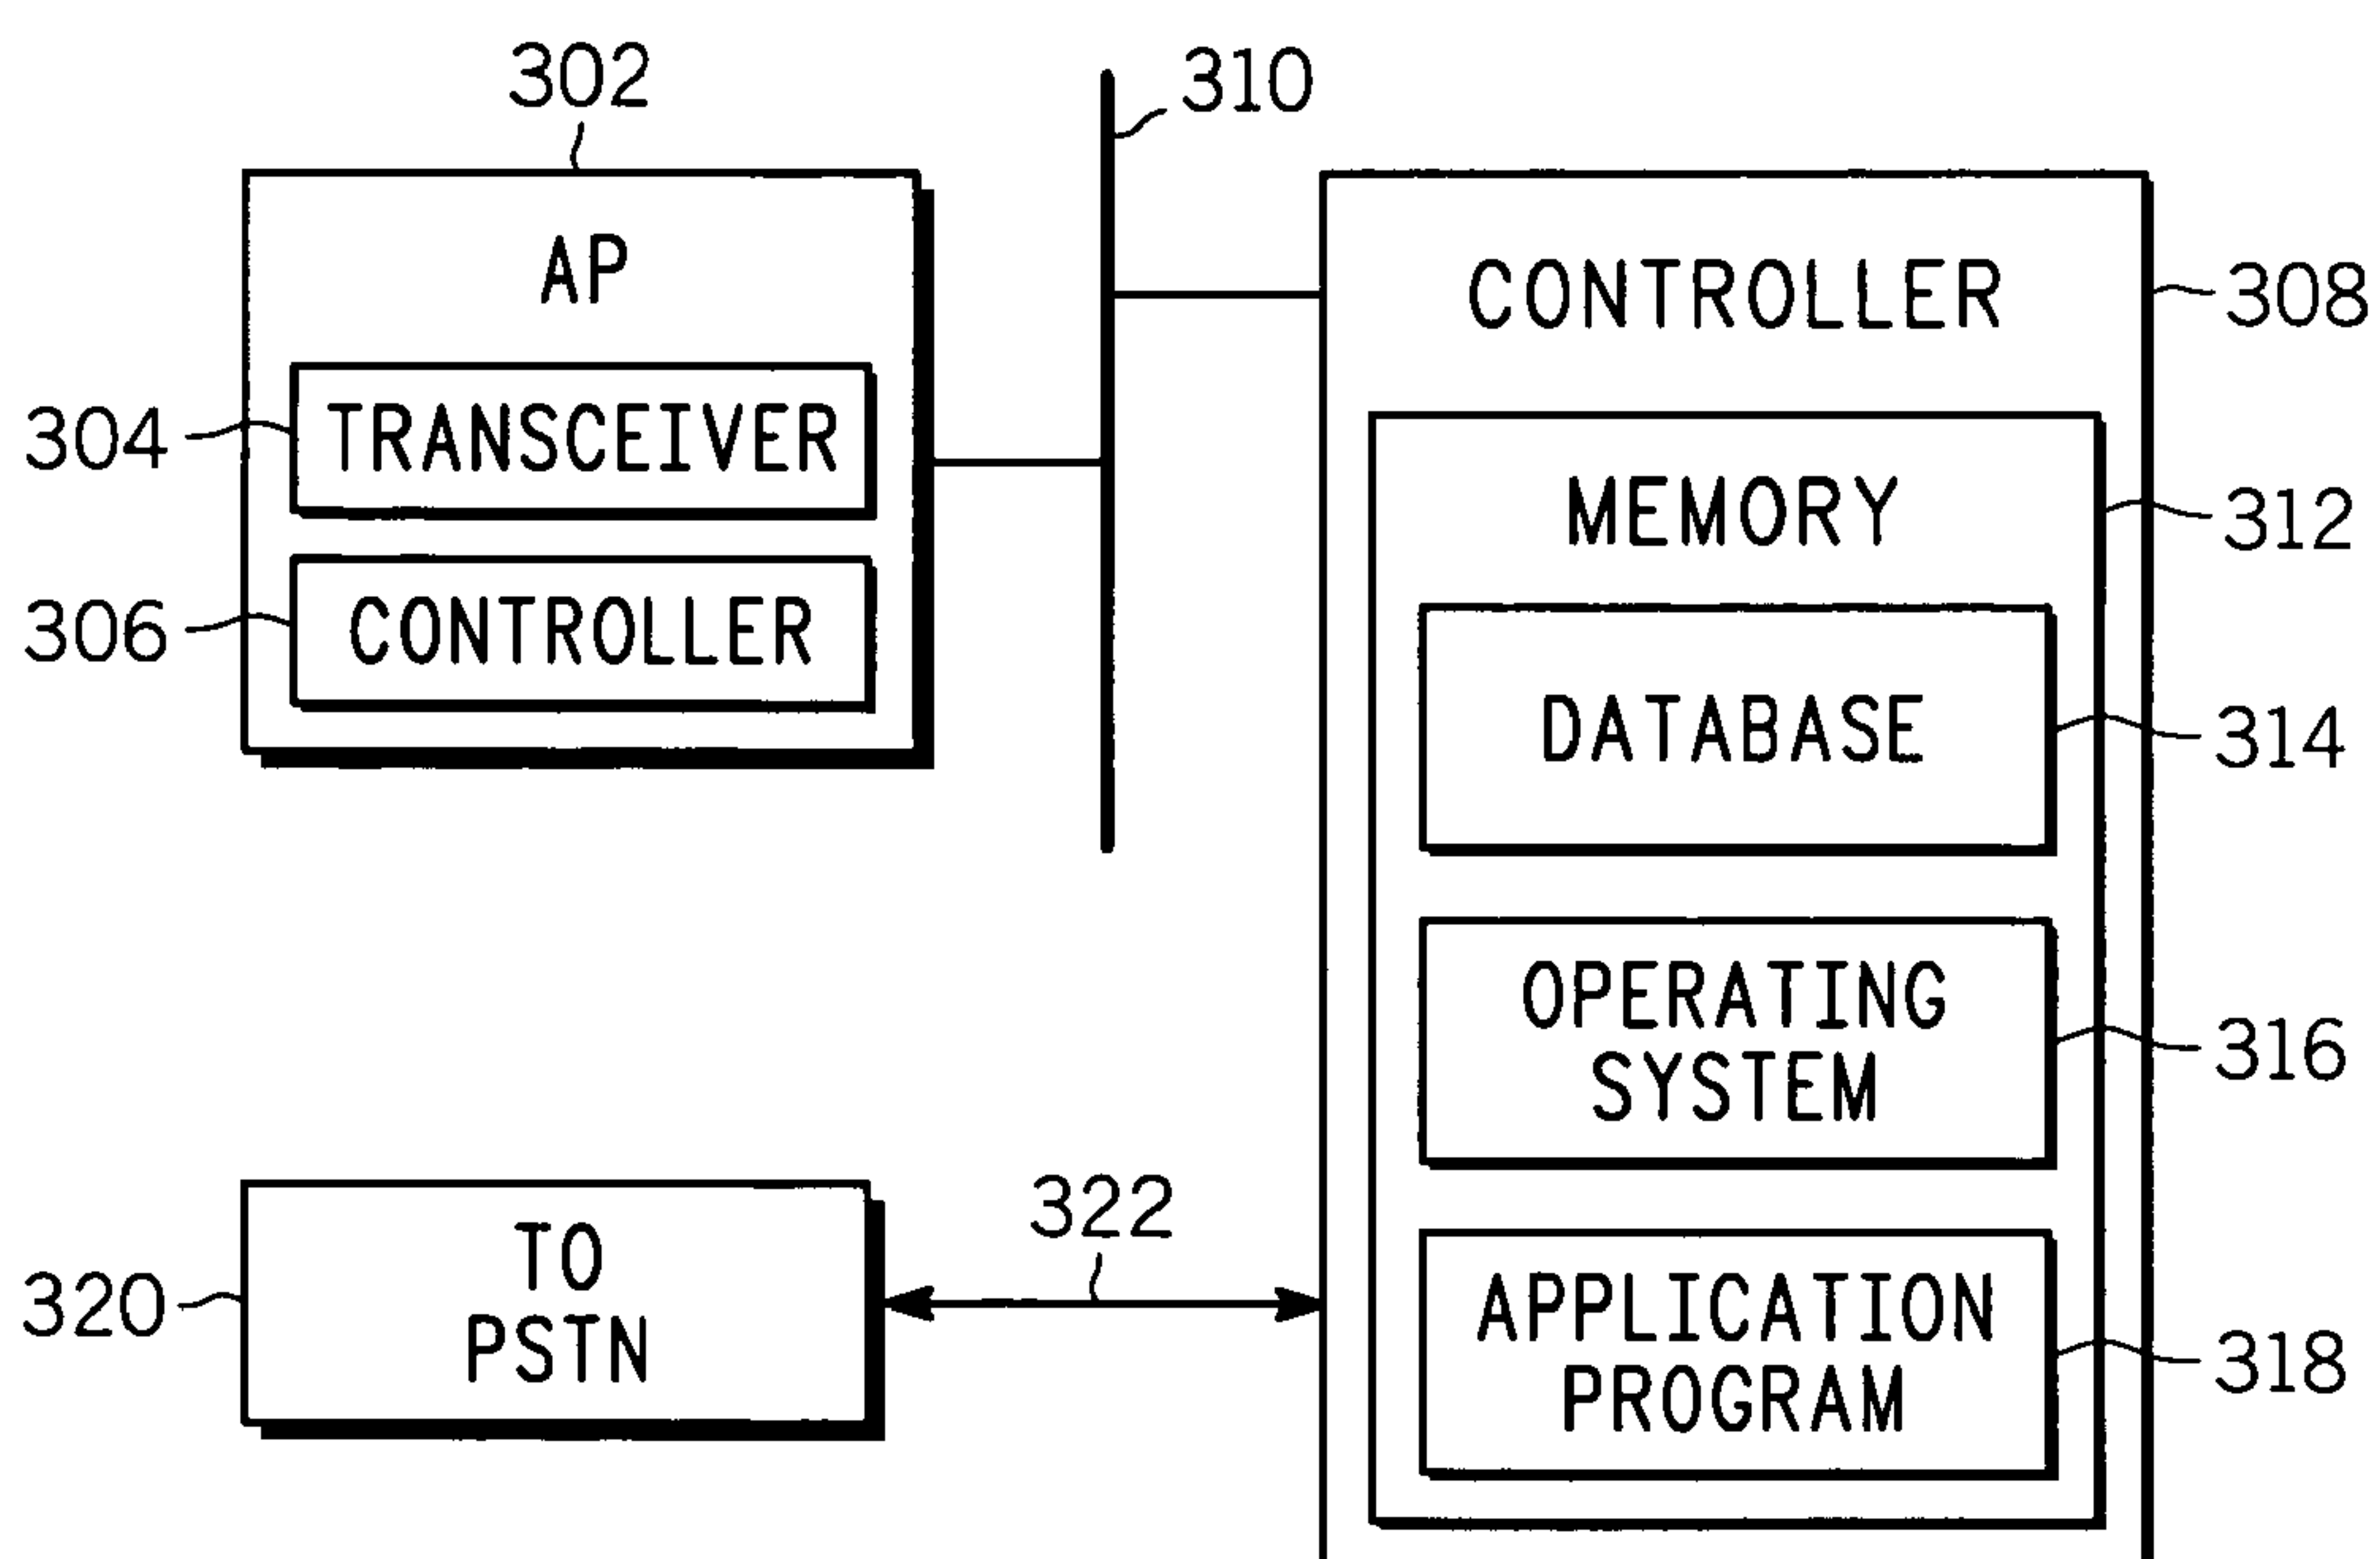 302
310
AP
CONTROLLER
308
304
TRANSCEIVER
MEMORY
312
306
CONTROLLER
DATABASE
314
OPERATING
SYSTEM
316
322
TO
PSTN
320
APPLICATION
PROGRAM
318